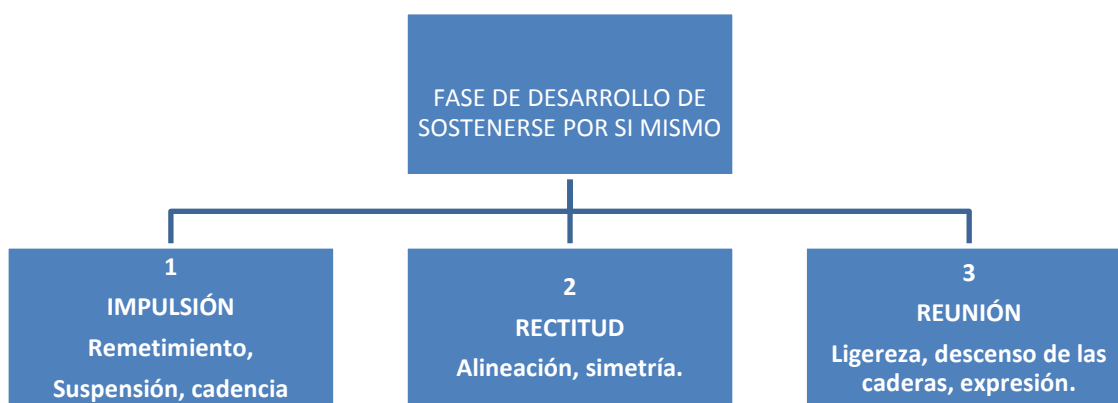 FASE DE DESARROLLO DE
SOSTENERSE POR SI MISMO
1
IMPULSIÓN
Remetimiento,
Suspensión, cadencia
2
RECTITUD
Alineación, simetría.
3
REUNIÓN
Ligereza, descenso de las
caderas, expresión.